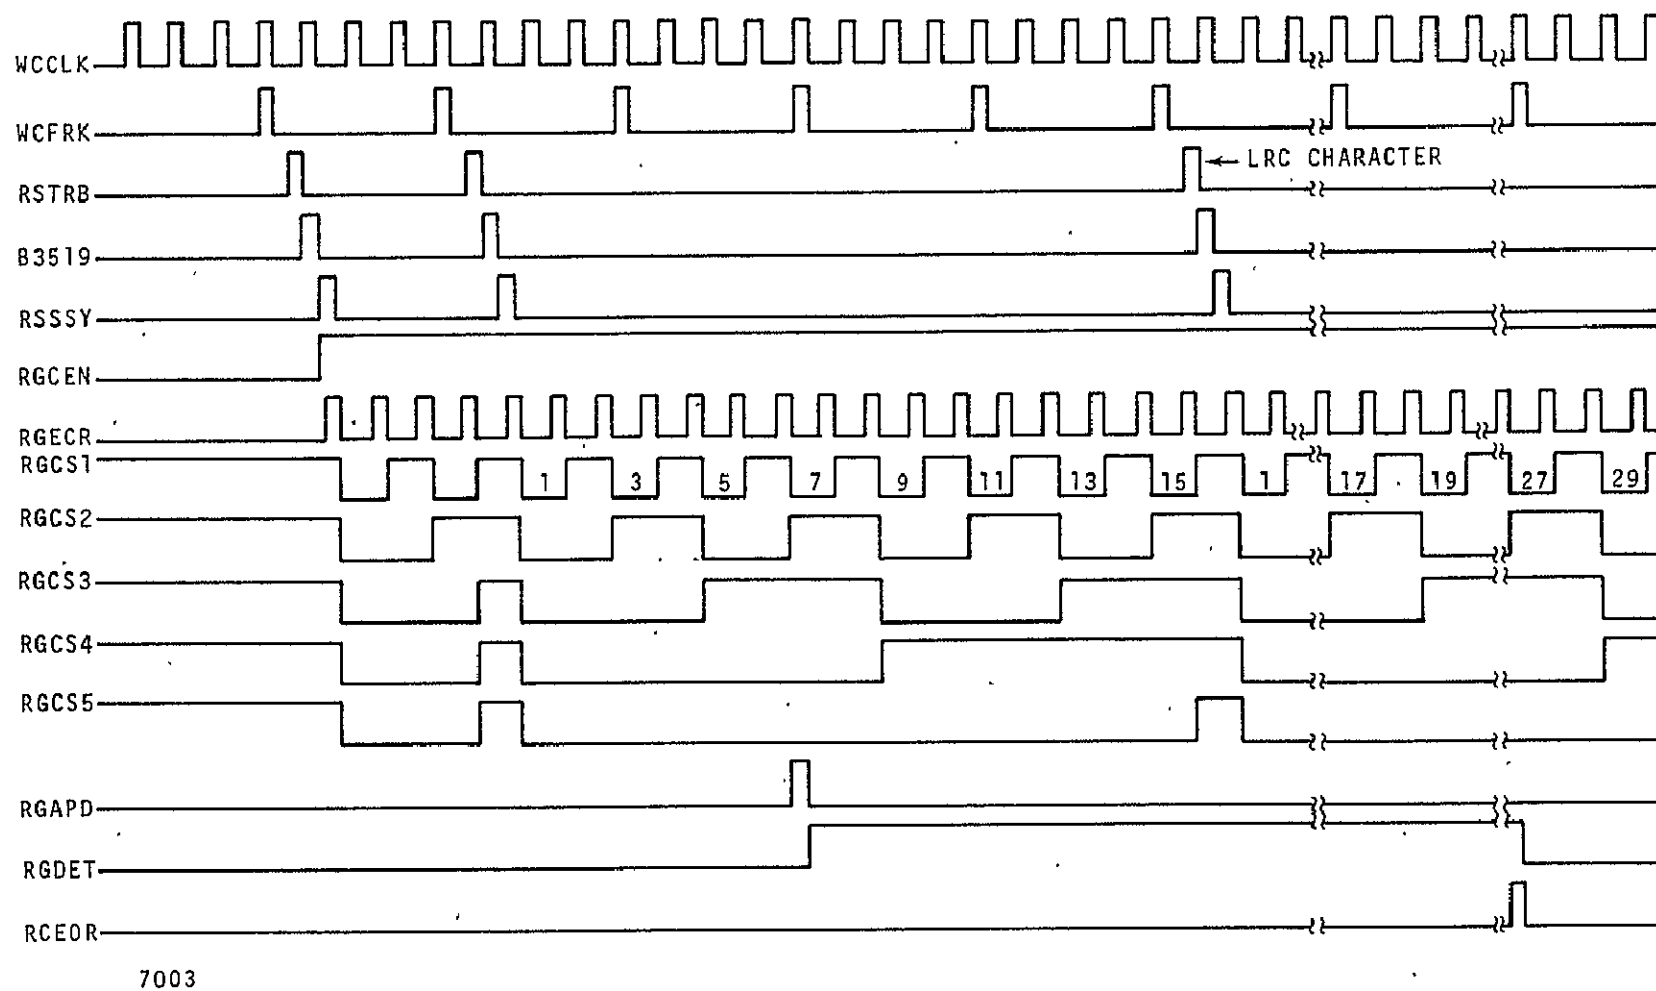 WCCLK
WCFRK
RSTRB
LRC CHARACTER
B3519
RSSSY
RGCEN
RGECR
RGCS1
1 3 5 7 9 11 13 15 1 17 19 27 29
RGCS2
RGCS3
RGCS4
RGCS5
RGAPD
RGDET
RCEOR
7003